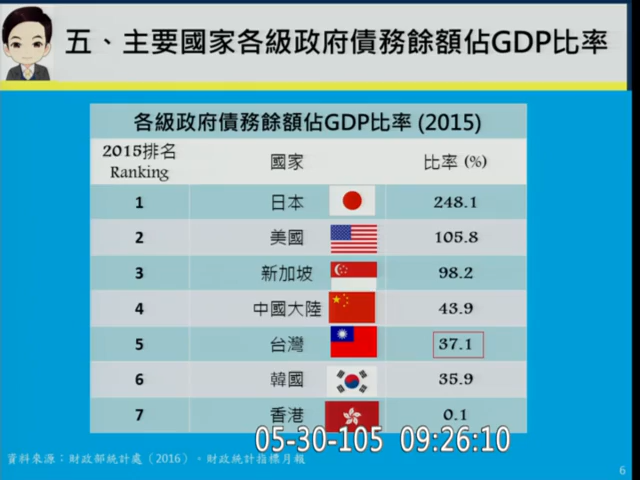 五、主要國家各級政府債務餘額佔GDP比率
各級政府債務餘額佔GDP比率 (2015)
2015排名
Ranking
國家
比率 (%)
1 日本 248.1
2 美國 105.8
3 新加坡 98.2
4 中國大陸 43.9
5 台灣 37.1
6 韓國 35.9
7 香港 0.1
05-30-105 09:26:10
資料來源：財政部統計處（2016）。財政統計指標月報
6